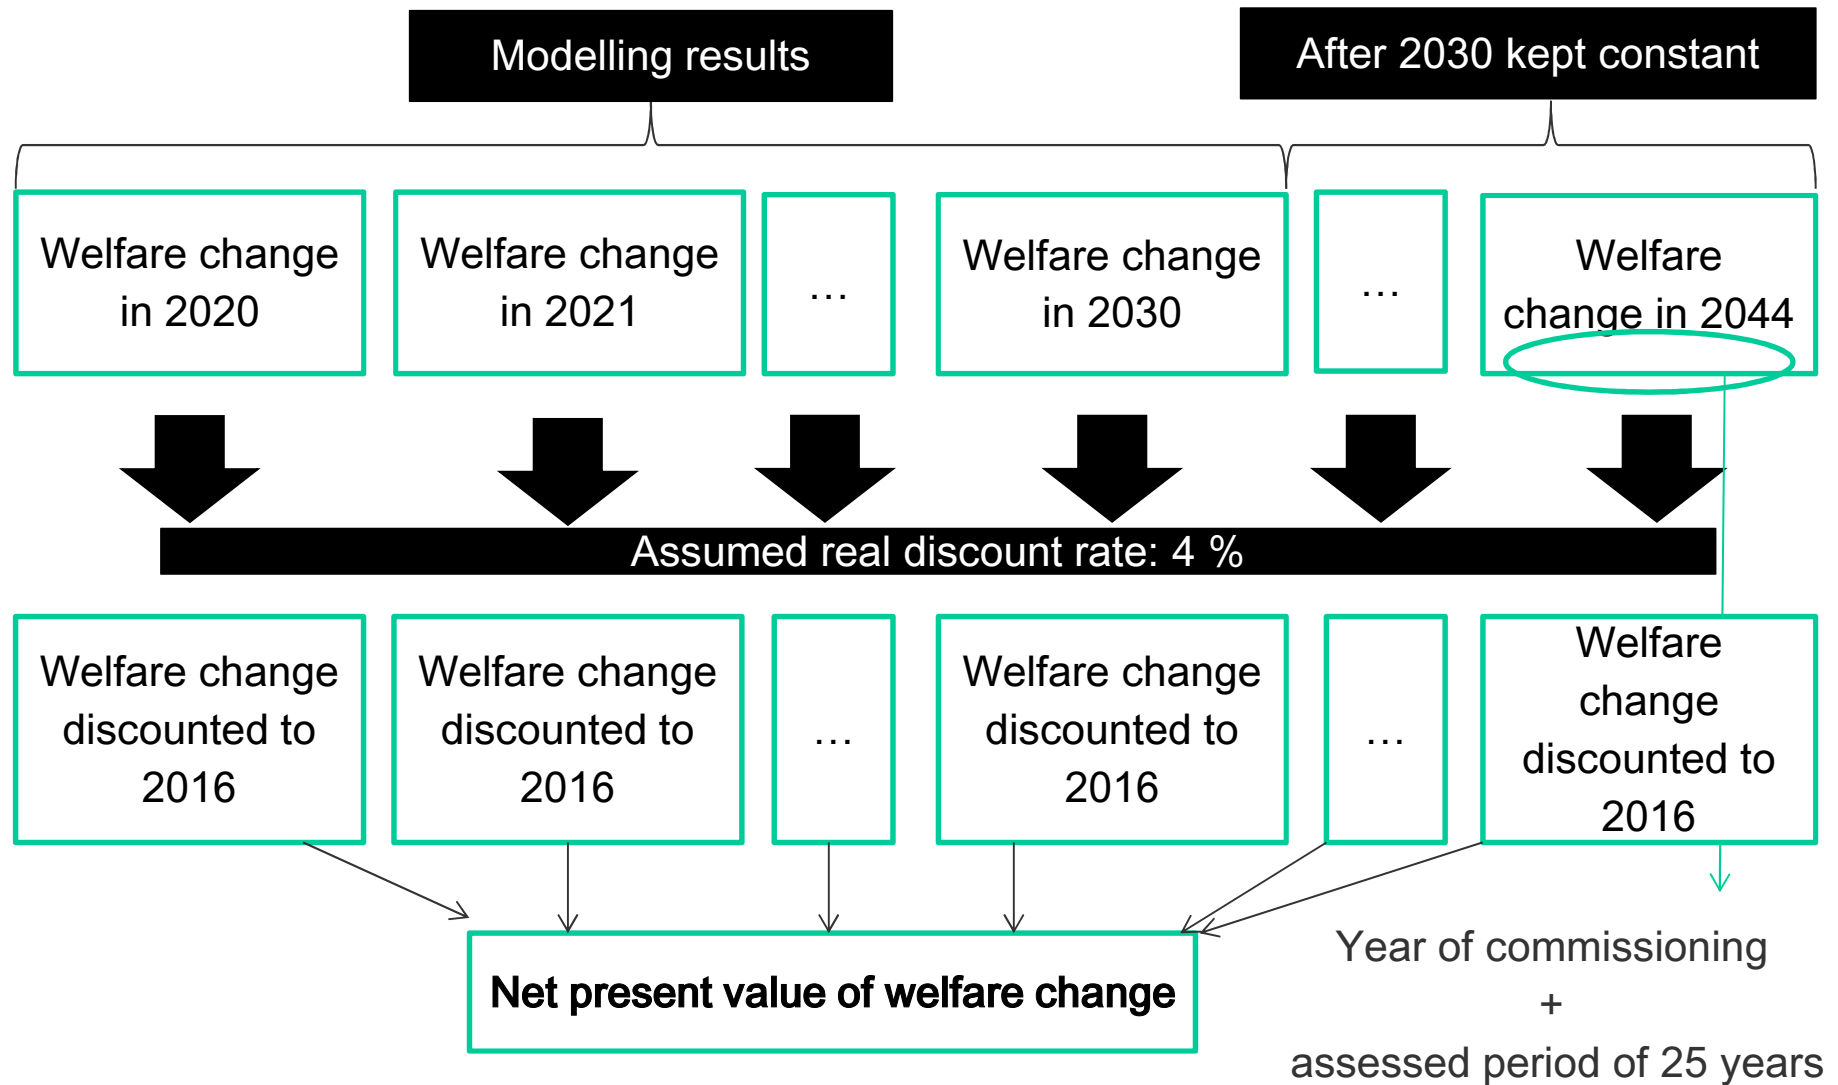 Modelling results
After 2030 kept constant
Welfare change
in 2020
Welfare change
in 2021
...
Welfare change
in 2030
...
Welfare
change in 2044
Assumed real discount rate: 4 %
Welfare change
discounted to
2016
Welfare change
discounted to
2016
...
Welfare change
discounted to
2016
...
Welfare
change
discounted to
2016
Net present value of welfare change
Year of commissioning
+
assessed period of 25 years